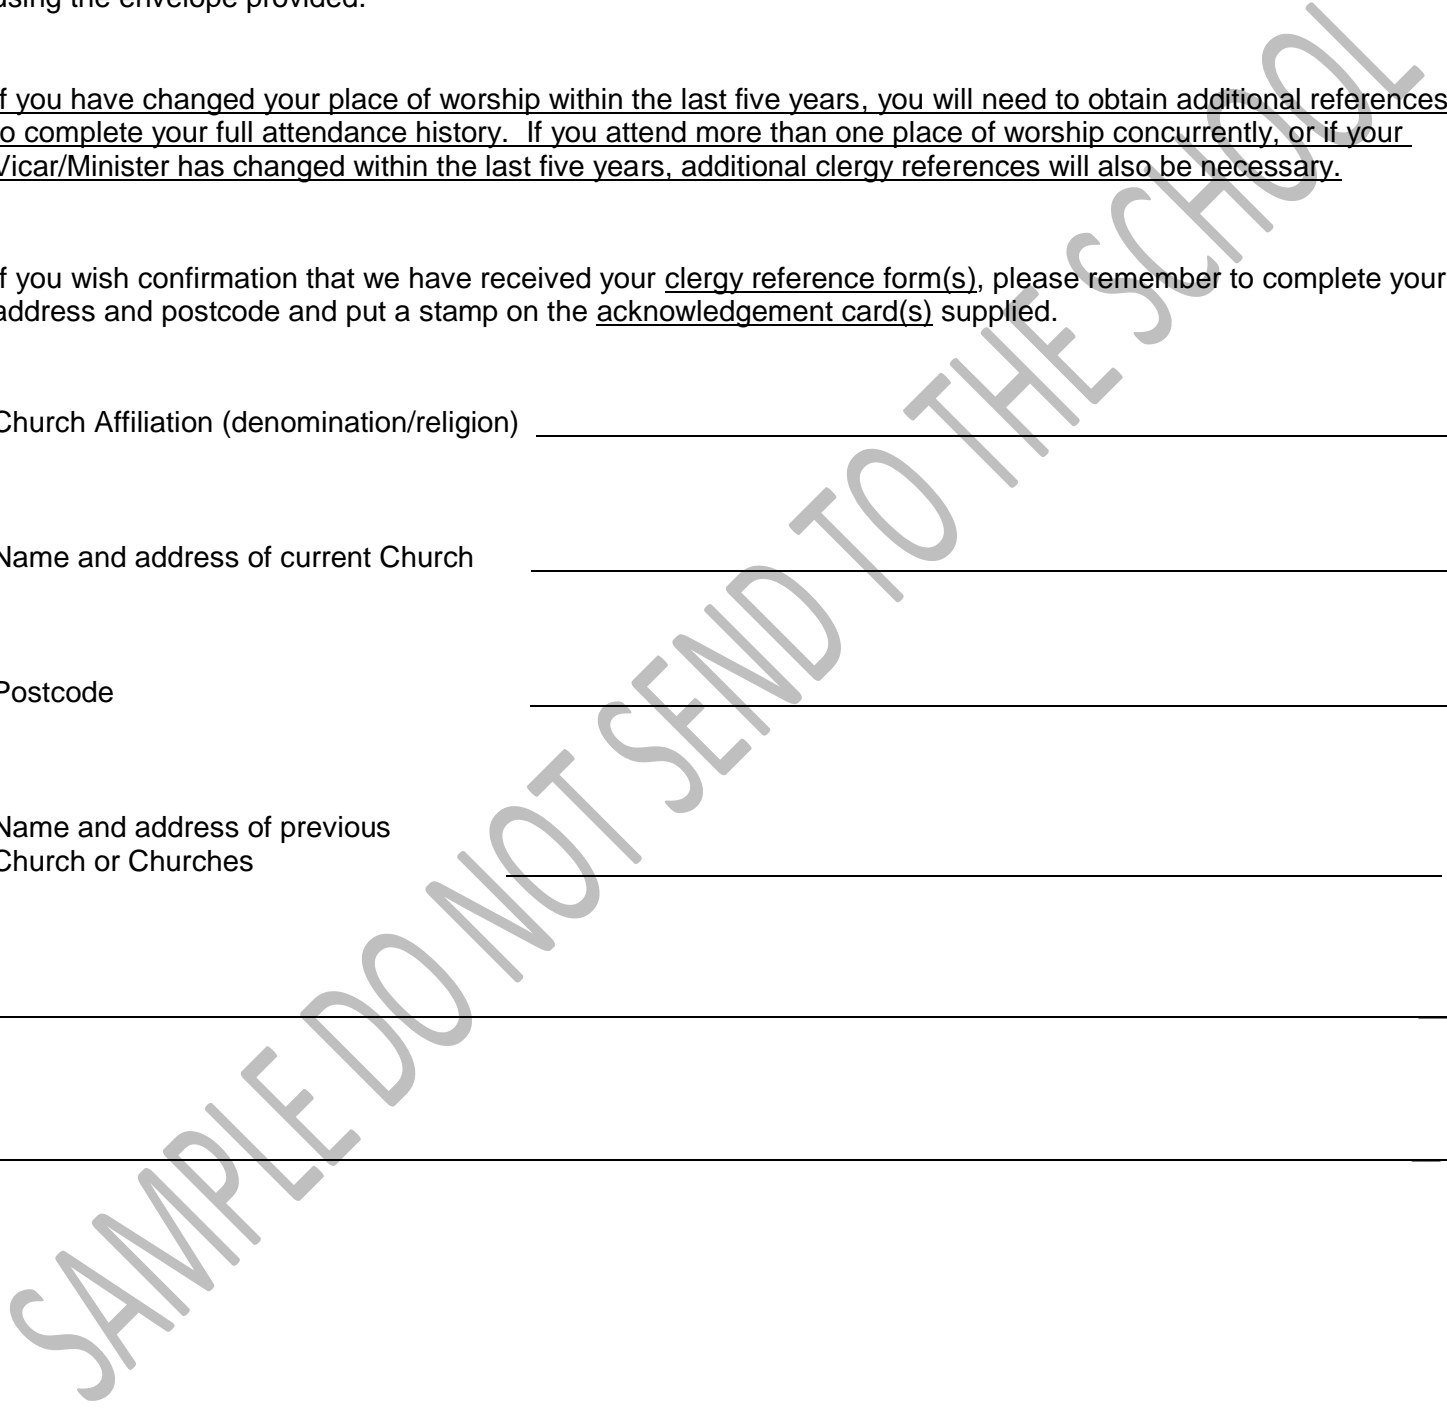 using the envelope provided.
If you have changed your place of worship within the last five years, you will need to obtain additional references
to complete your full attendance history.  If you attend more than one place of worship concurrently, or if your
Vicar/Minister has changed within the last five years, additional clergy references will also be necessary.
If you wish confirmation that we have received your clergy reference form(s), please remember to complete your
address and postcode and put a stamp on the acknowledgement card(s) supplied.
Church Affiliation (denomination/religion)
Name and address of current Church
Postcode
Name and address of previous
Church or Churches
SAMPLE DO NOT SEND TO THE SCHOOL